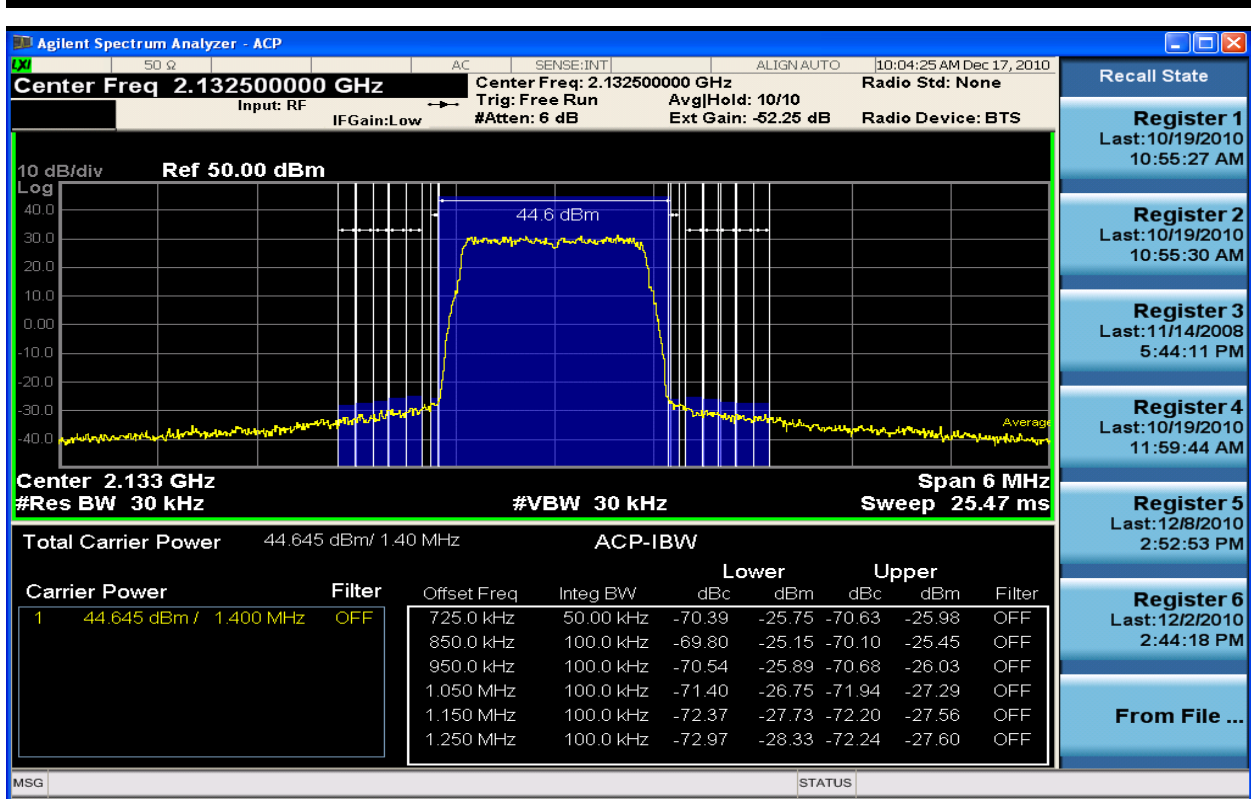 Agilent Spectrum Analyzer - ACP
LXI 50 Ω AC SENSE:INT ALIGN AUTO 10:04:25 AM Dec 17, 2010
Center Freq 2.132500000 GHz
Center Freq: 2.132500000 GHz Radio Std: None
Input: RF Trig: Free Run Avg|Hold: 10/10
IFGain:Low #Atten: 6 dB Ext Gain: -52.25 dB Radio Device: BTS
10 dB/div Ref 50.00 dBm
Log
40.0
44.6 dBm
30.0
20.0
10.0
0.00
-10.0
-20.0
-30.0
Average
-40.0
Center 2.133 GHz Span 6 MHz
#Res BW 30 kHz #VBW 30 kHz Sweep 25.47 ms
Total Carrier Power 44.645 dBm/ 1.40 MHz ACP-IBW
Lower Upper
Carrier Power Filter Offset Freq Integ BW dBc dBm dBc dBm Filter
1 44.645 dBm / 1.400 MHz OFF 725.0 kHz 50.00 kHz -70.39 -25.75 -70.63 -25.98 OFF
850.0 kHz 100.0 kHz -69.80 -25.15 -70.10 -25.45 OFF
950.0 kHz 100.0 kHz -70.54 -25.89 -70.68 -26.03 OFF
1.050 MHz 100.0 kHz -71.40 -26.75 -71.94 -27.29 OFF
1.150 MHz 100.0 kHz -72.37 -27.73 -72.20 -27.56 OFF
1.250 MHz 100.0 kHz -72.97 -28.33 -72.24 -27.60 OFF
MSG STATUS
Recall State
Register 1
Last:10/19/2010
10:55:27 AM
Register 2
Last:10/19/2010
10:55:30 AM
Register 3
Last:11/14/2008
5:44:11 PM
Register 4
Last:10/19/2010
11:59:44 AM
Register 5
Last:12/8/2010
2:52:53 PM
Register 6
Last:12/2/2010
2:44:18 PM
From File ...